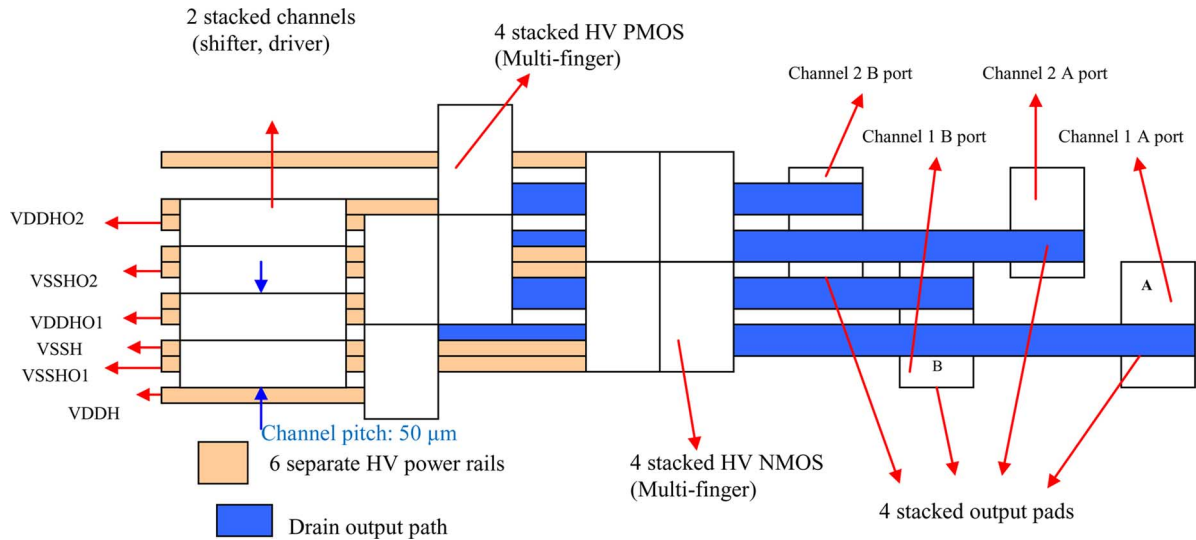 2 stacked channels
(shifter, driver)
4 stacked HV PMOS
(Multi-finger)
Channel 2 B port
Channel 2 A port
Channel 1 B port
Channel 1 A port
VDDHO2
VSSHO2
VDDHO1
VSSH
VSSHO1
VDDH
A
B
Channel pitch: 50 µm
6 separate HV power rails
Drain output path
4 stacked HV NMOS
(Multi-finger)
4 stacked output pads